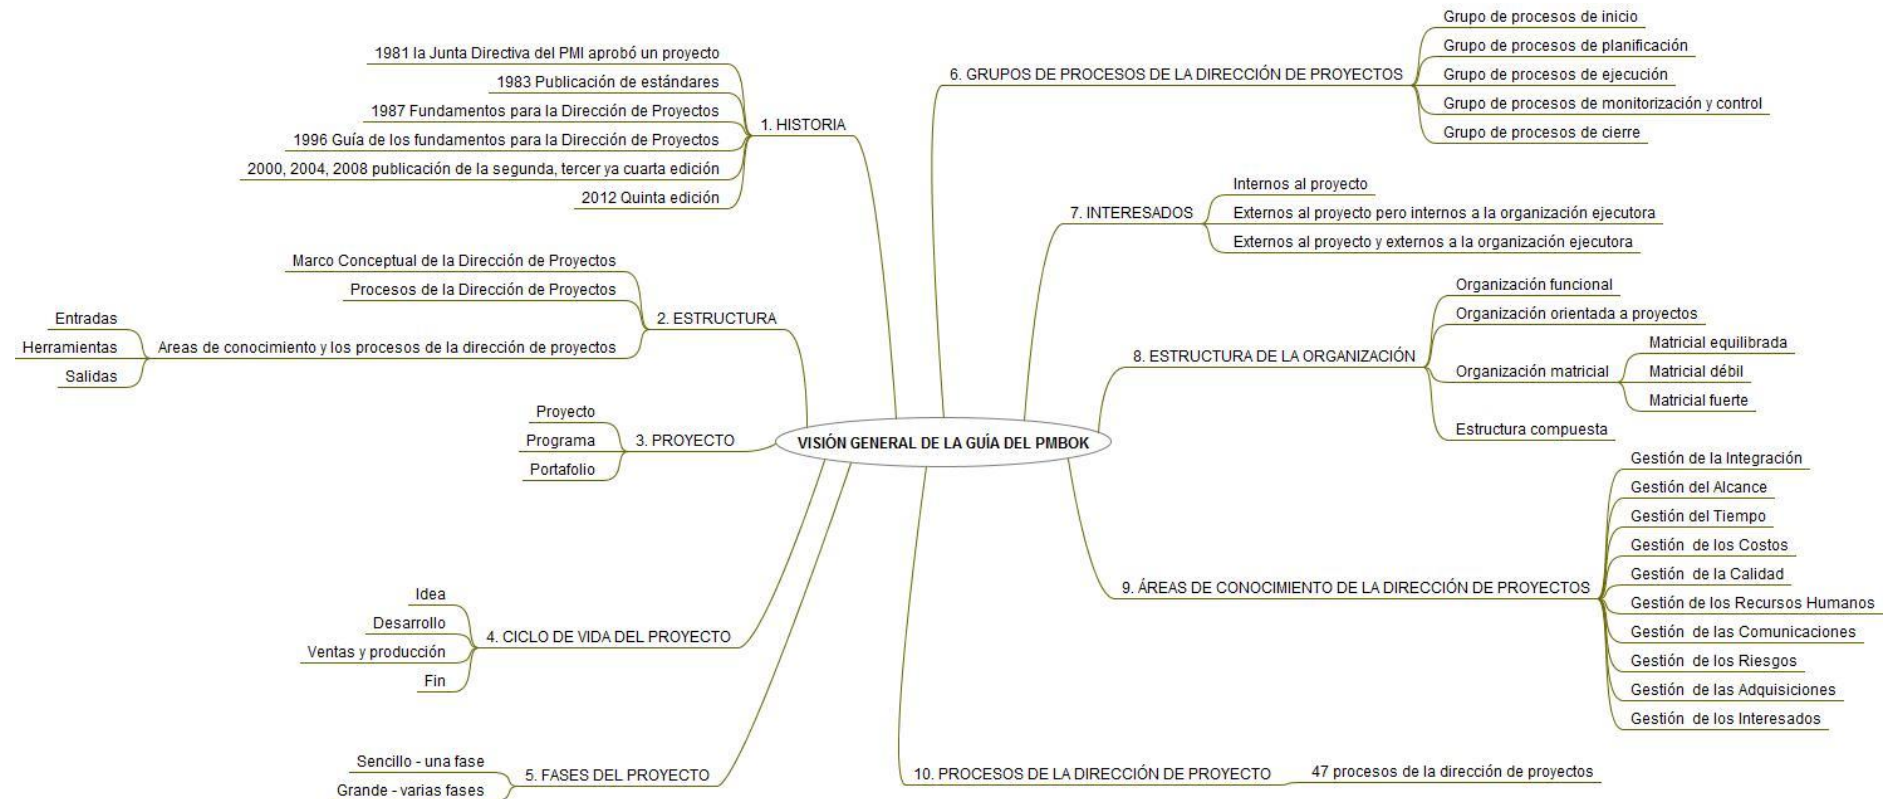 VISIÓN GENERAL DE LA GUÍA DEL PMBOK
1. HISTORIA
1981 la Junta Directiva del PMI aprobó un proyecto
1983 Publicación de estándares
1987 Fundamentos para la Dirección de Proyectos
1996 Guía de los fundamentos para la Dirección de Proyectos
2000, 2004, 2008 publicación de la segunda, tercer ya cuarta edición
2012 Quinta edición
2. ESTRUCTURA
Marco Conceptual de la Dirección de Proyectos
Procesos de la Dirección de Proyectos
Areas de conocimiento y los procesos de la dirección de proyectos
Entradas
Herramientas
Salidas
3. PROYECTO
Proyecto
Programa
Portafolio
4. CICLO DE VIDA DEL PROYECTO
Idea
Desarrollo
Ventas y producción
Fin
5. FASES DEL PROYECTO
Sencillo - una fase
Grande - varias fases
6. GRUPOS DE PROCESOS DE LA DIRECCIÓN DE PROYECTOS
Grupo de procesos de inicio
Grupo de procesos de planificación
Grupo de procesos de ejecución
Grupo de procesos de monitorización y control
Grupo de procesos de cierre
7. INTERESADOS
Internos al proyecto
Externos al proyecto pero internos a la organización ejecutora
Externos al proyecto y externos a la organización ejecutora
8. ESTRUCTURA DE LA ORGANIZACIÓN
Organización funcional
Organización orientada a proyectos
Organización matricial
Matricial equilibrada
Matricial débil
Matricial fuerte
Estructura compuesta
9. ÁREAS DE CONOCIMIENTO DE LA DIRECCIÓN DE PROYECTOS
Gestión de la Integración
Gestión del Alcance
Gestión del Tiempo
Gestión de los Costos
Gestión de la Calidad
Gestión de los Recursos Humanos
Gestión de las Comunicaciones
Gestión de los Riesgos
Gestión de las Adquisiciones
Gestión de los Interesados
10. PROCESOS DE LA DIRECCIÓN DE PROYECTO
47 procesos de la dirección de proyectos